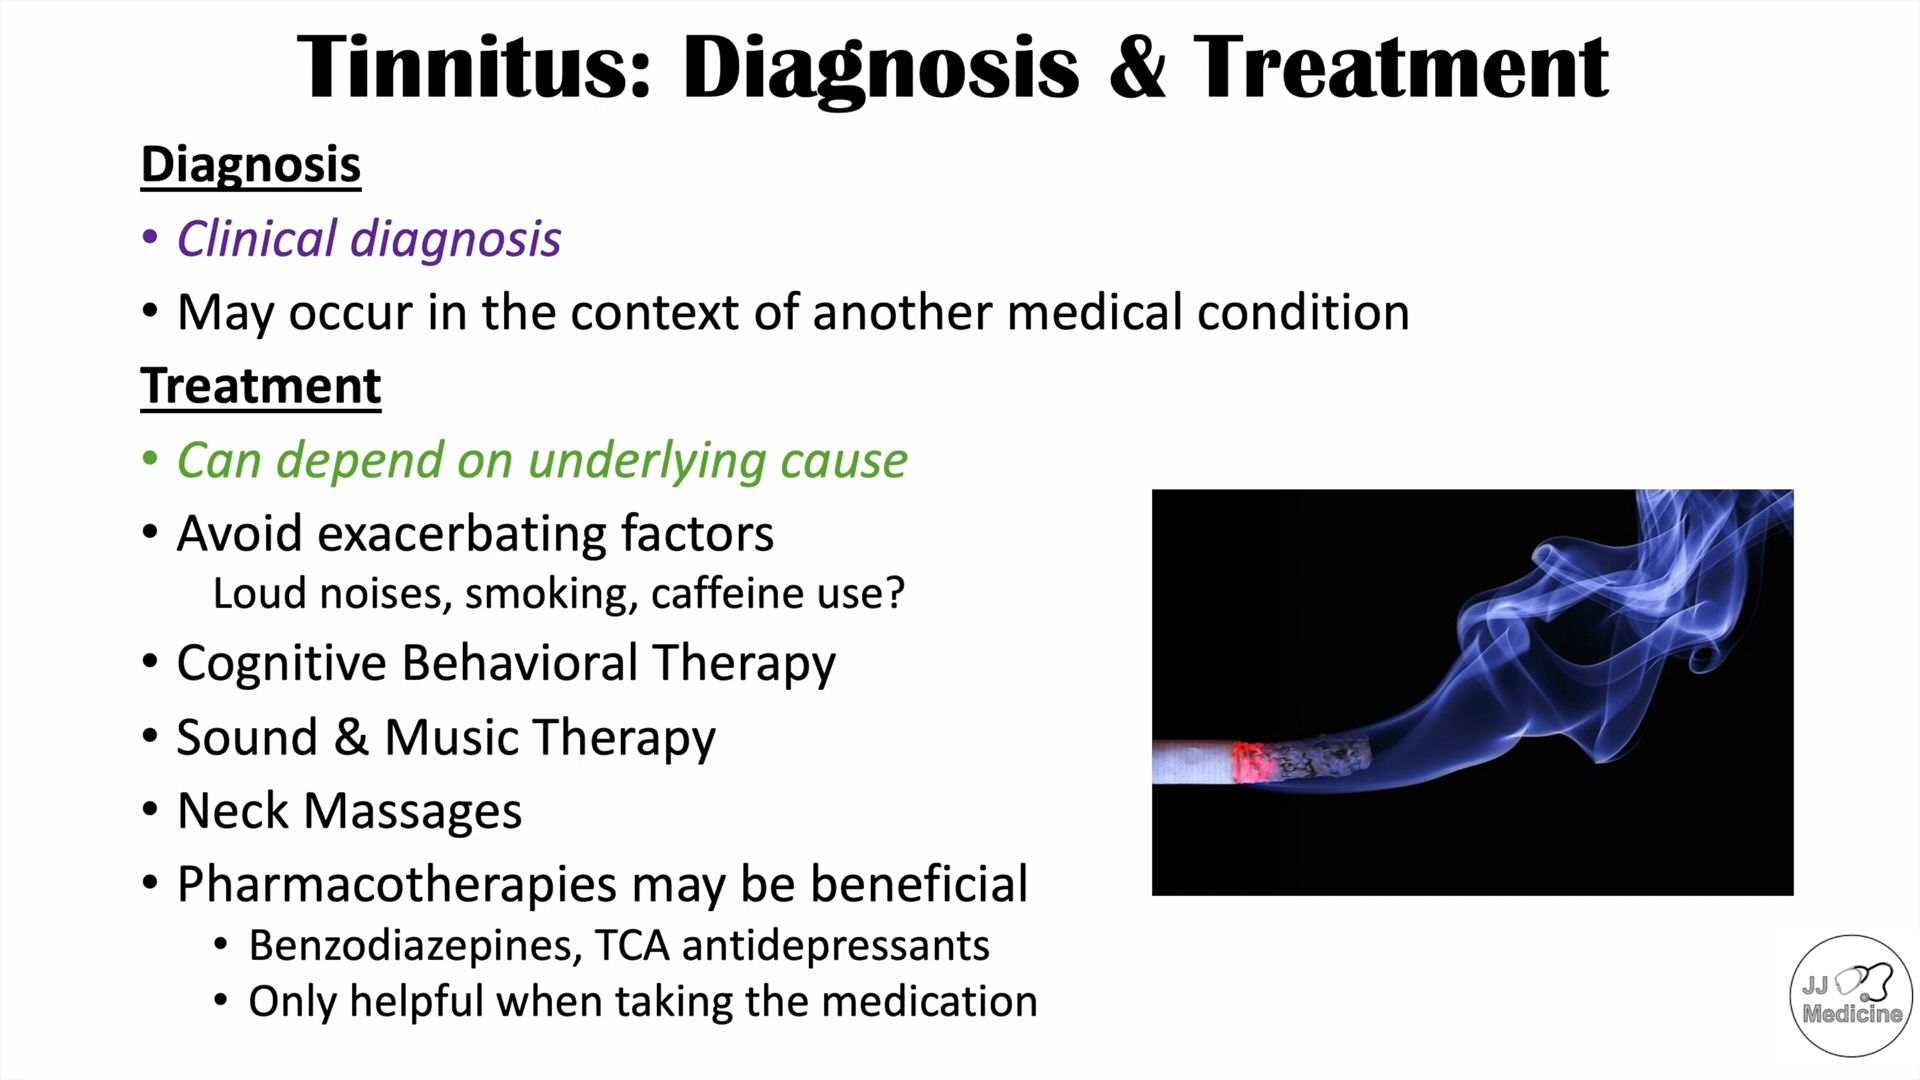 Tinnitus: Diagnosis & Treatment
Diagnosis
• Clinical diagnosis
• May occur in the context of another medical condition
Treatment
• Can depend on underlying cause
• Avoid exacerbating factors
Loud noises, smoking, caffeine use?
• Cognitive Behavioral Therapy
• Sound & Music Therapy
• Neck Massages
• Pharmacotherapies may be beneficial
• Benzodiazepines, TCA antidepressants
• Only helpful when taking the medication
JJ
Medicine